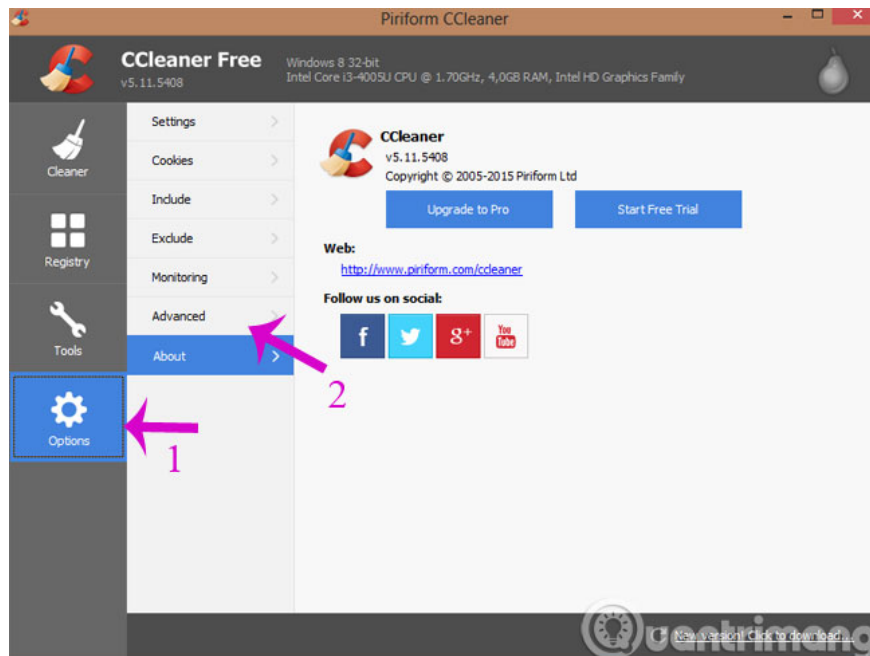 Piriform CCleaner
CCleaner Free
v5.11.5408
Windows 8 32-bit
Intel Core i3-4005U CPU @ 1.70GHz, 4,0GB RAM, Intel HD Graphics Family
Cleaner
Registry
Tools
Options
Settings
Cookies
Include
Exclude
Monitoring
Advanced
About
CCleaner
v5.11.5408
Copyright © 2005-2015 Piriform Ltd
Upgrade to Pro
Start Free Trial
Web:
http://www.piriform.com/ccleaner
Follow us on social:
f
g+
You Tube
2
1
New version! Click to download...
Quantrimang